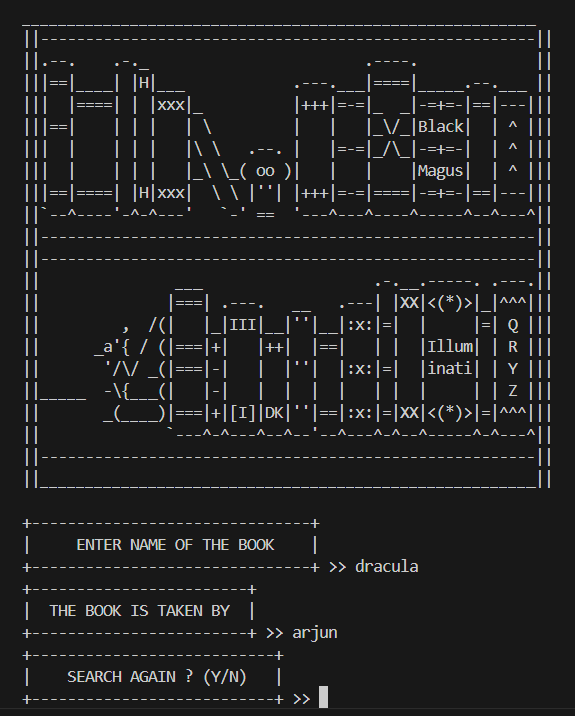 Black
Magus
III
Q
R
Illum
inati
Y
Z
[I] DK XX
ENTER NAME OF THE BOOK
>> dracula
THE BOOK IS TAKEN BY
>> arjun
SEARCH AGAIN ? (Y/N)
>>